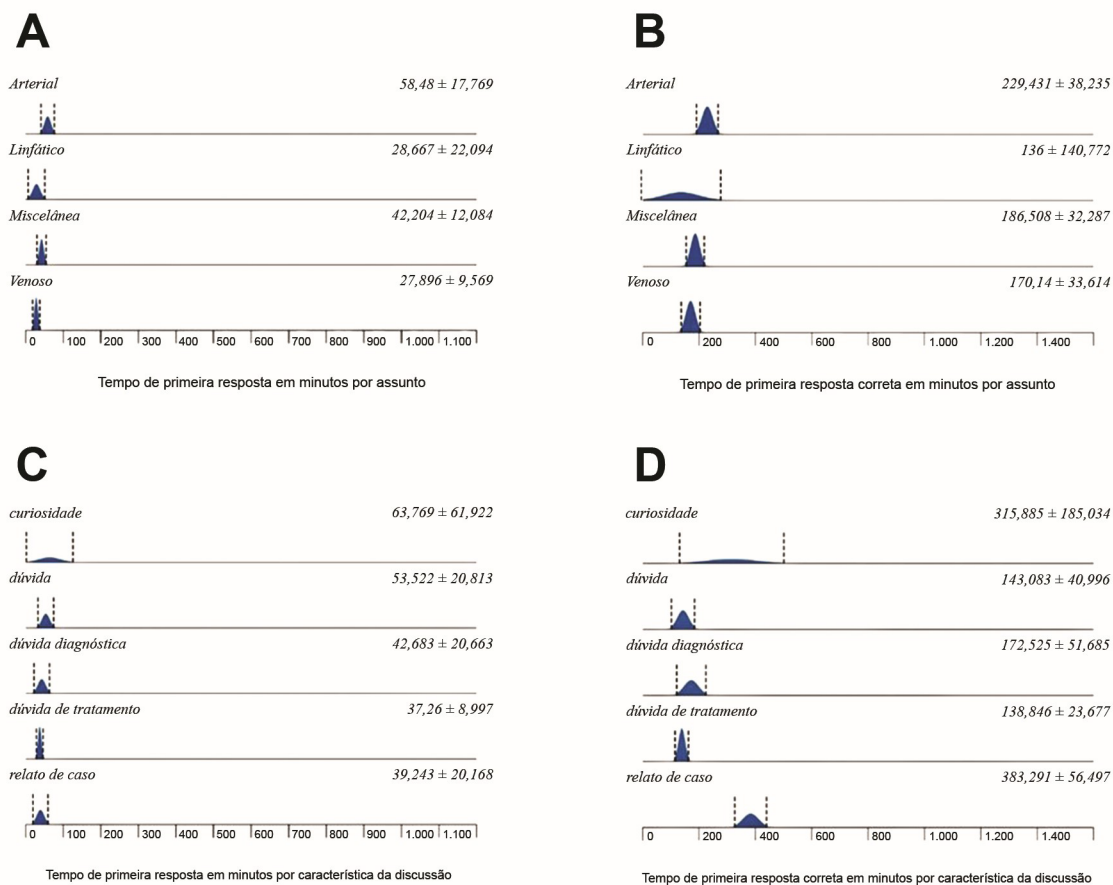 A
Arterial 58,48 ± 17,769
Linfático 28,667 ± 22,094
Miscelânea 42,204 ± 12,084
Venoso 27,896 ± 9,569
0 100 200 300 400 500 600 700 800 900 1.000 1.100
Tempo de primeira resposta em minutos por assunto
B
Arterial 229,431 ± 38,235
Linfático 136 ± 140,772
Miscelânea 186,508 ± 32,287
Venoso 170,14 ± 33,614
0 200 400 600 800 1.000 1.200 1.400
Tempo de primeira resposta correta em minutos por assunto
C
curiosidade 63,769 ± 61,922
dúvida 53,522 ± 20,813
dúvida diagnóstica 42,683 ± 20,663
dúvida de tratamento 37,26 ± 8,997
relato de caso 39,243 ± 20,168
0 100 200 300 400 500 600 700 800 900 1.000 1.100
Tempo de primeira resposta em minutos por característica da discussão
D
curiosidade 315,885 ± 185,034
dúvida 143,083 ± 40,996
dúvida diagnóstica 172,525 ± 51,685
dúvida de tratamento 138,846 ± 23,677
relato de caso 383,291 ± 56,497
0 200 400 600 800 1.000 1.200 1.400
Tempo de primeira resposta correta em minutos por característica da discussão